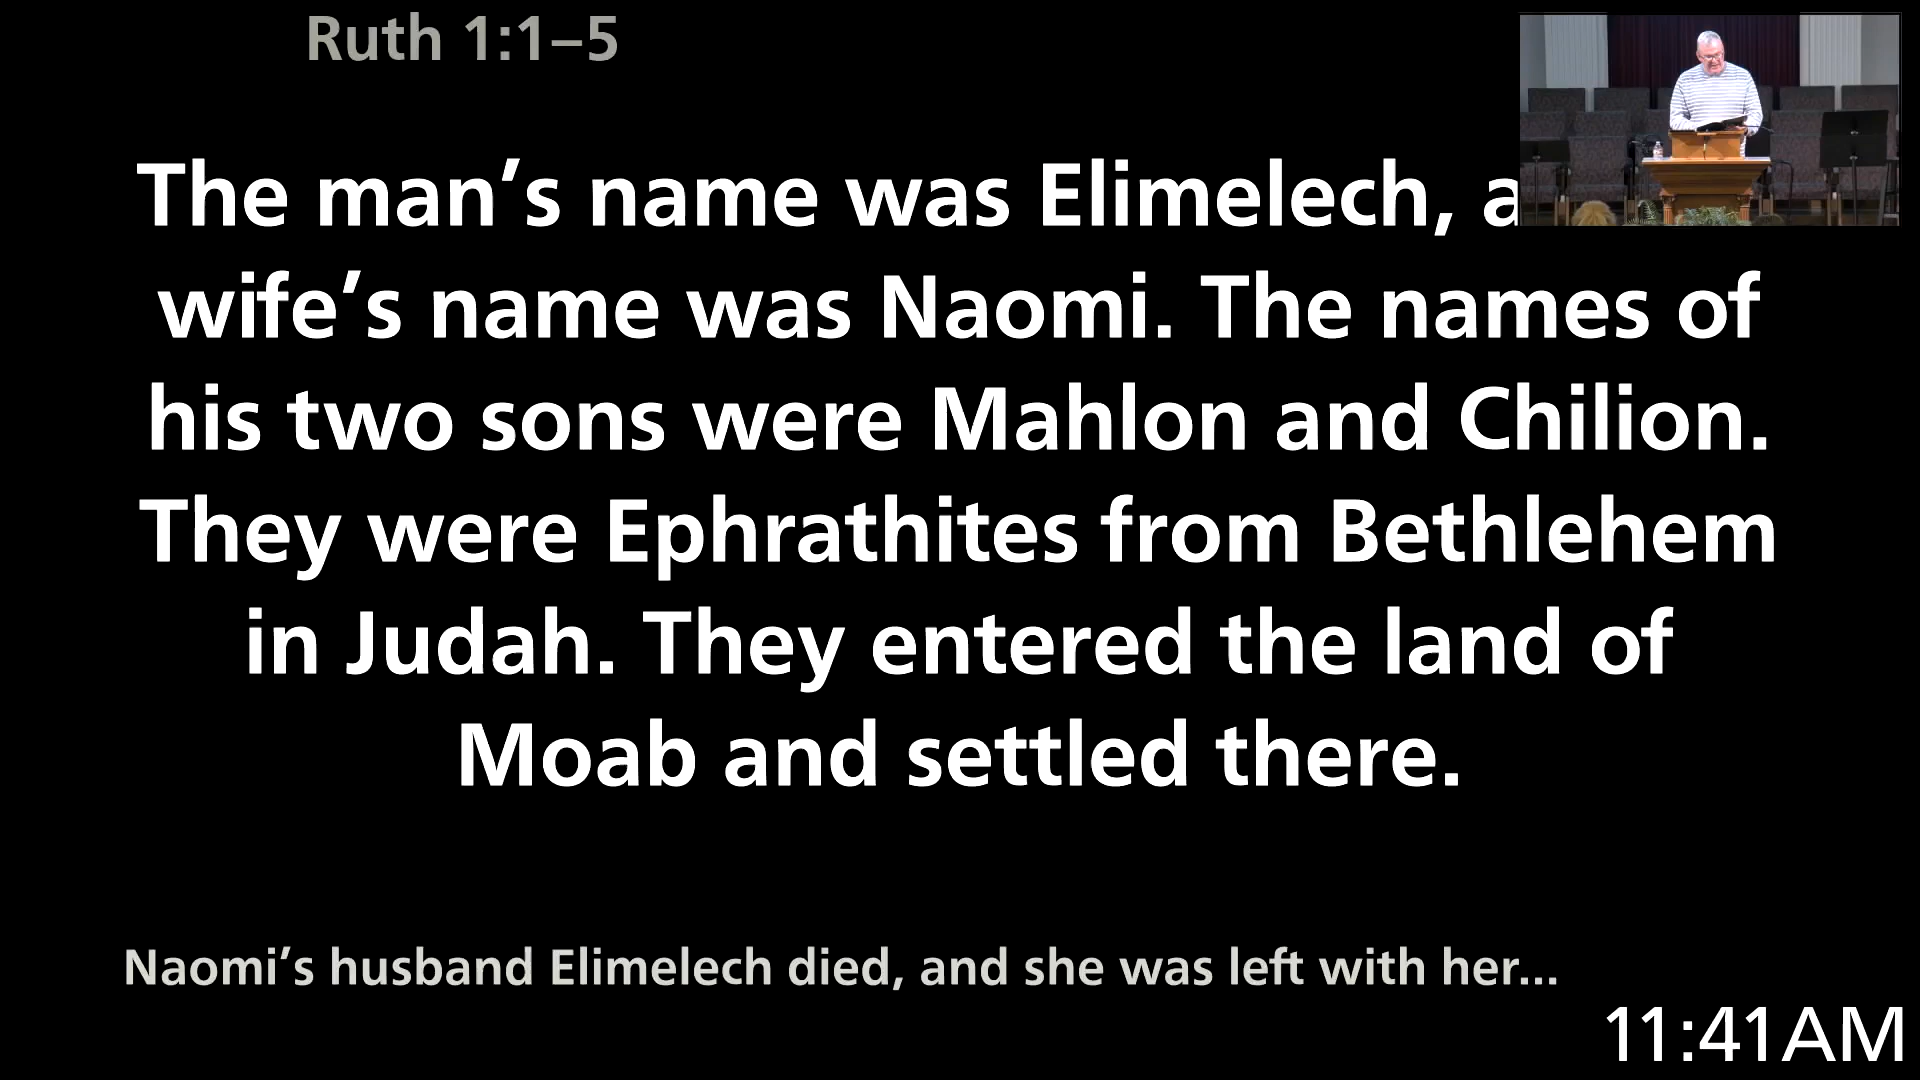 Ruth 1:1–5
The man’s name was Elimelech,
wife’s name was Naomi. The names of
his two sons were Mahlon and Chilion.
They were Ephrathites from Bethlehem
in Judah. They entered the land of
Moab and settled there.
Naomi’s husband Elimelech died, and she was left with her...
11:41AM